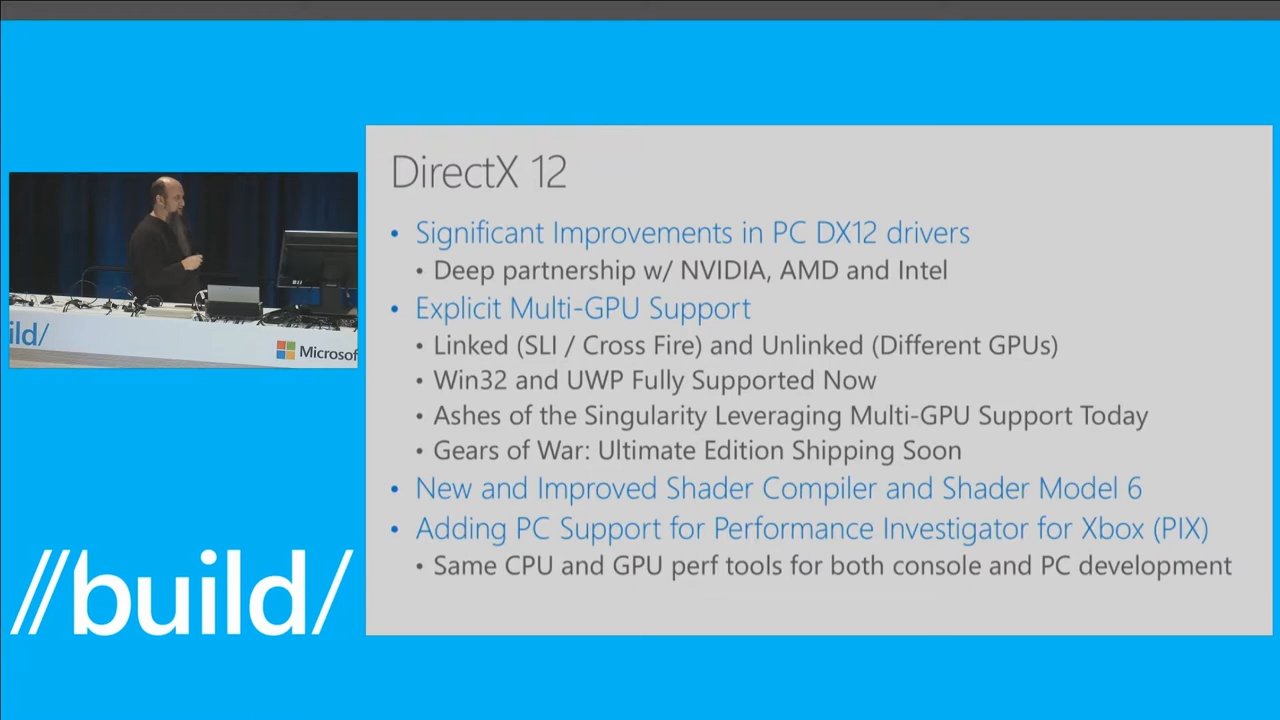 DirectX 12
• Significant Improvements in PC DX12 drivers
• Deep partnership w/ NVIDIA, AMD and Intel
• Explicit Multi-GPU Support
• Linked (SLI / Cross Fire) and Unlinked (Different GPUs)
• Win32 and UWP Fully Supported Now
• Ashes of the Singularity Leveraging Multi-GPU Support Today
• Gears of War: Ultimate Edition Shipping Soon
• New and Improved Shader Compiler and Shader Model 6
• Adding PC Support for Performance Investigator for Xbox (PIX)
• Same CPU and GPU perf tools for both console and PC development
ild/
Microsof
//build/